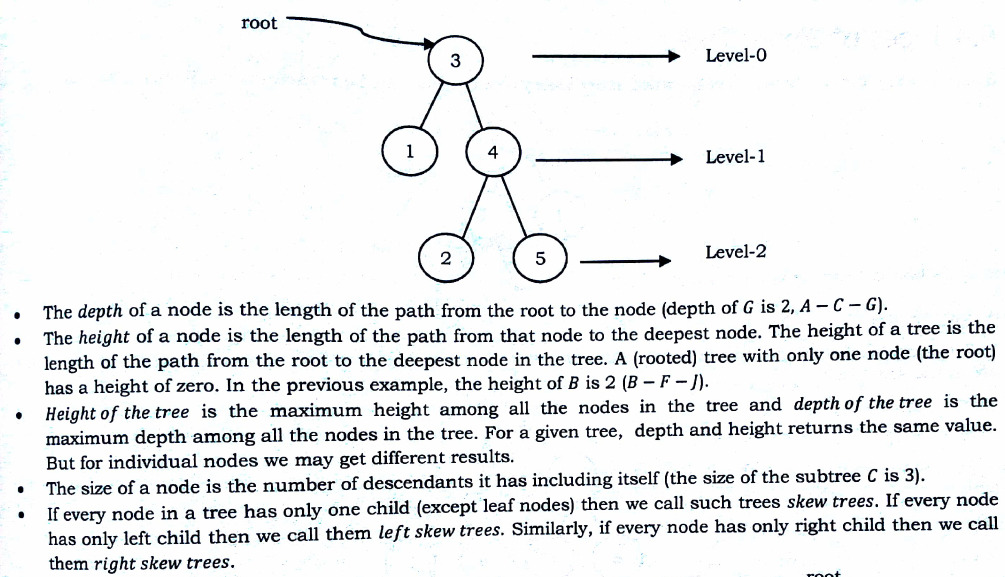 root
3
Level-0
1
4
Level-1
2
5
Level-2
• The depth of a node is the length of the path from the root to the node (depth of G is 2, A – C – G).
• The height of a node is the length of the path from that node to the deepest node. The height of a tree is the
length of the path from the root to the deepest node in the tree. A (rooted) tree with only one node (the root)
has a height of zero. In the previous example, the height of B is 2 (B – F – J).
• Height of the tree is the maximum height among all the nodes in the tree and depth of the tree is the
maximum depth among all the nodes in the tree. For a given tree, depth and height returns the same value.
But for individual nodes we may get different results.
• The size of a node is the number of descendants it has including itself (the size of the subtree C is 3).
• If every node in a tree has only one child (except leaf nodes) then we call such trees skew trees. If every node
has only left child then we call them left skew trees. Similarly, if every node has only right child then we call
them right skew trees.
root